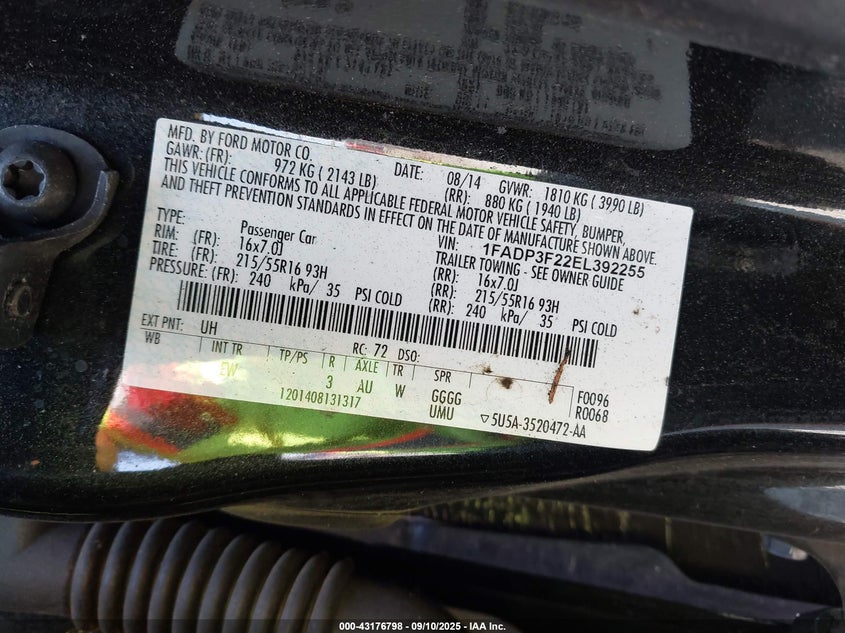 MFD. BY FORD MOTOR CO. DATE: 08/14 GVWR: 1810 KG ( 3990 LB)
GAWR: (FR): 972 KG ( 2143 LB) (RR): 880 KG ( 1940 LB)
THIS VEHICLE CONFORMS TO ALL APPLICABLE FEDERAL MOTOR VEHICLE SAFETY, BUMPER,
AND THEFT PREVENTION STANDARDS IN EFFECT ON THE DATE OF MANUFACTURE SHOWN ABOVE.
VIN: 1FADP3F22EL392255
TYPE: Passenger Car TRAILER TOWING - SEE OWNER GUIDE
RIM: (FR): 16x7.0J (RR): 16x7.0J
TIRE: (FR): 215/55R16 93H (RR): 215/55R16 93H
PRESSURE: (FR): 240 kPa/ 35 PSI COLD (RR): 240 kPa/ 35 PSI COLD
EXT PNT: UH RC: 72 DSO: F0096
WB INT TR TP/PS R AXLE TR SPR R0068
EW 3 AU W GGGG
1201408131317 UMU ▽5U5A-3520472-AA
000-43176798 - 09/10/2025 - IAA Inc.